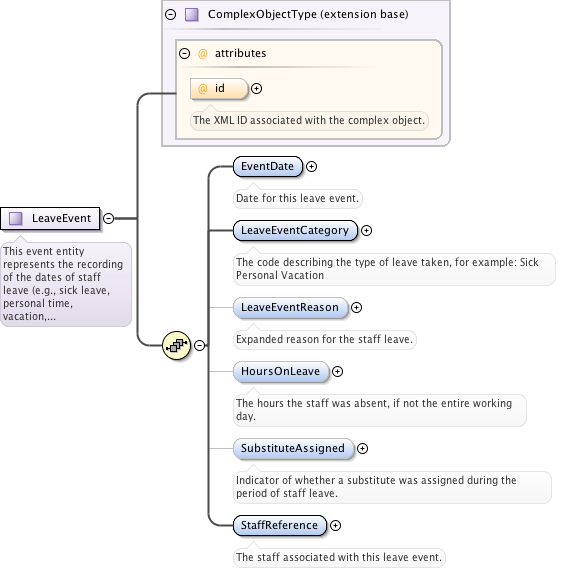 ComplexObjectType (extension base)
@ attributes
@ id
The XML ID associated with the complex object.
LeaveEvent
This event entity
represents the recording
of the dates of staff
leave (e.g., sick leave,
personal time,
vacation,...
EventDate
Date for this leave event.
LeaveEventCategory
The code describing the type of leave taken, for example: Sick
Personal Vacation
LeaveEventReason
Expanded reason for the staff leave.
HoursOnLeave
The hours the staff was absent, if not the entire working
day.
SubstituteAssigned
Indicator of whether a substitute was assigned during the
period of staff leave.
StaffReference
The staff associated with this leave event.